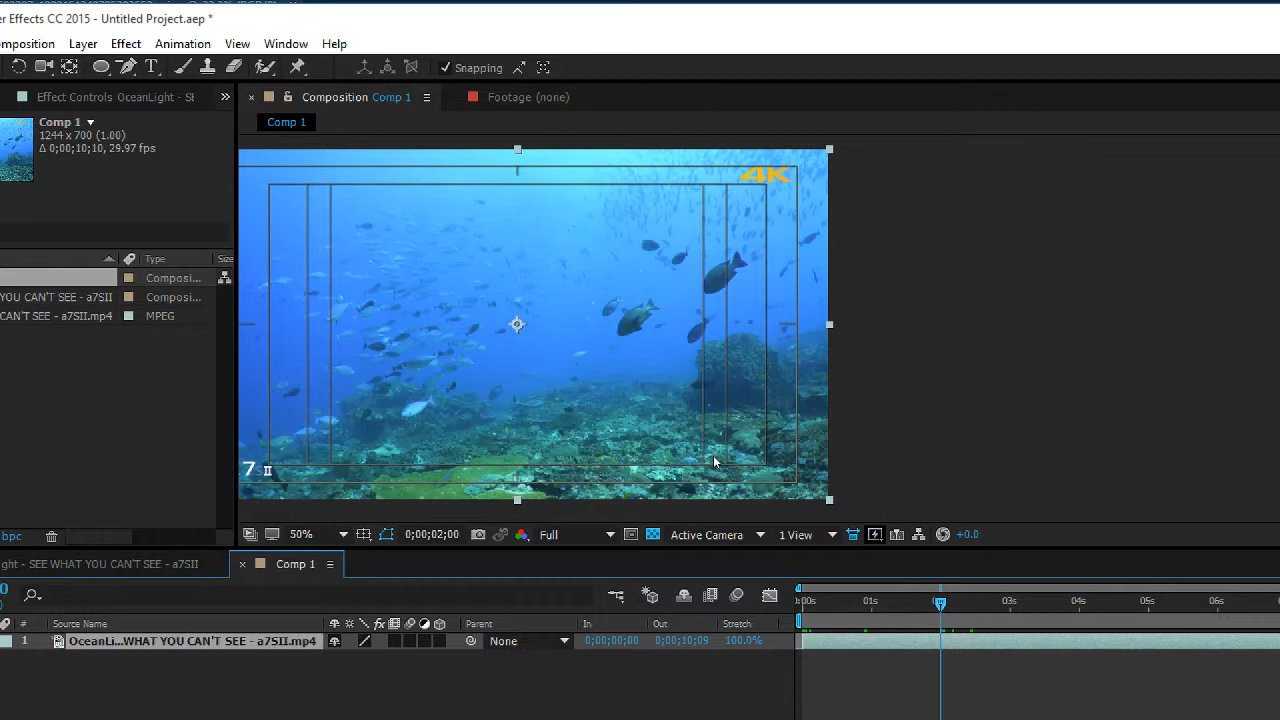 er Effects CC 2015 - Untitled Project.aep *
omposition Layer Effect Animation View Window Help
Snapping
Effect Controls OceanLight - SE
Composition Comp 1
Footage (none)
Comp 1
Comp 1
1244 x 700 (1.00)
Δ 0;00;10;10, 29.97 fps
4K
Type Size
Composi...
YOU CAN'T SEE - a7SII Composi...
CAN'T SEE - a7SII.mp4 MPEG
7 II
bpc
50% 0;00;02;00 Full Active Camera 1 View +0.0
ght - SEE WHAT YOU CAN'T SEE - a7SII
Comp 1
0
:00s 01s 03s 04s 05s 06s
# Source Name Parent In Out Stretch
1 OceanLi...WHAT YOU CAN'T SEE - a7SII.mp4 None 0;00;00;00 0;00;10;09 100.0%